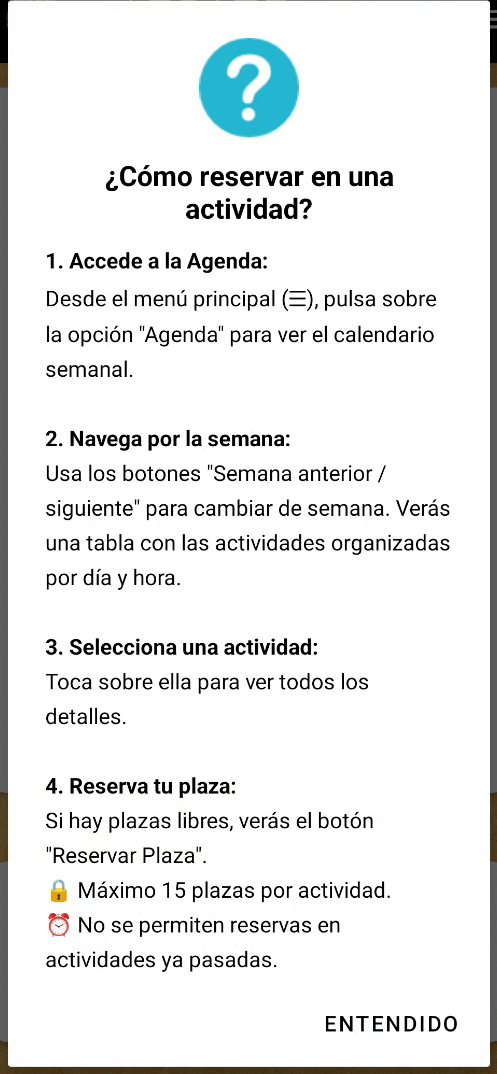 ¿Cómo reservar en una
actividad?
1. Accede a la Agenda:
Desde el menú principal (☰), pulsa sobre
la opción "Agenda" para ver el calendario
semanal.
2. Navega por la semana:
Usa los botones "Semana anterior /
siguiente" para cambiar de semana. Verás
una tabla con las actividades organizadas
por día y hora.
3. Selecciona una actividad:
Toca sobre ella para ver todos los
detalles.
4. Reserva tu plaza:
Si hay plazas libres, verás el botón
"Reservar Plaza".
🔒 Máximo 15 plazas por actividad.
⏰ No se permiten reservas en
actividades ya pasadas.
ENTENDIDO